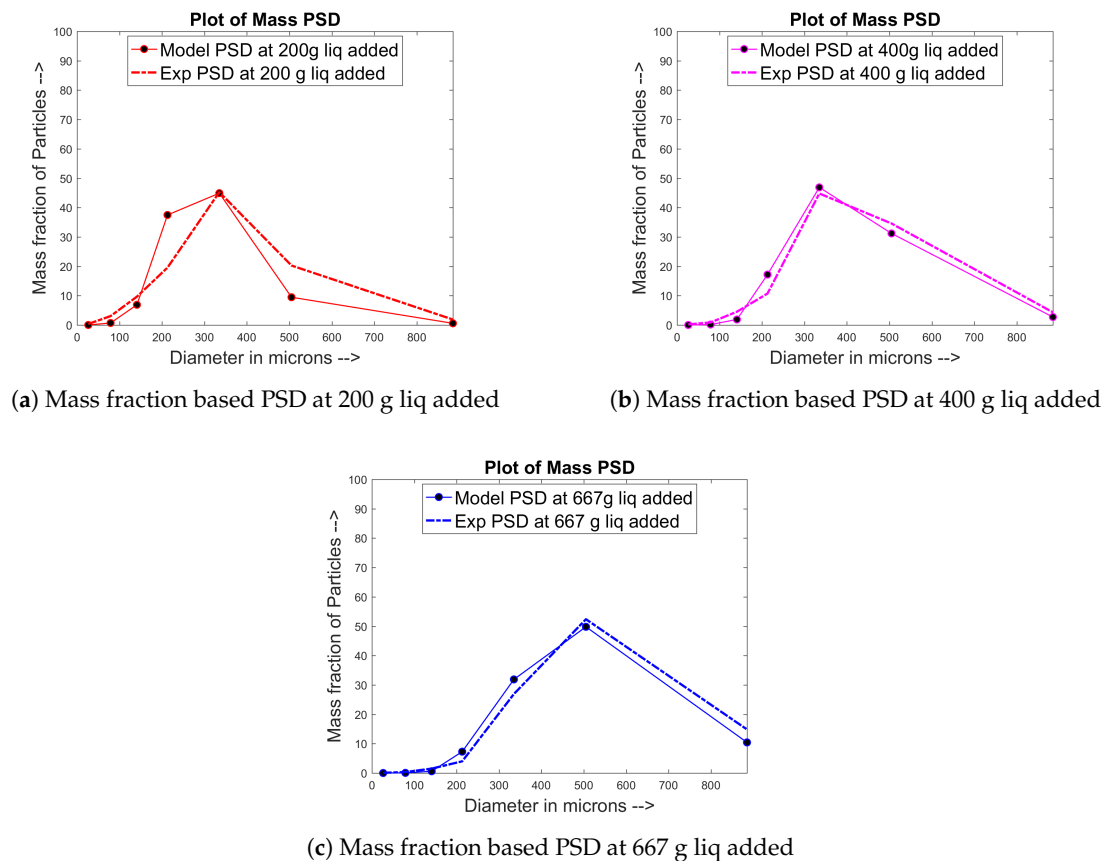 Plot of Mass PSD
Mass fraction of Particles -->
100
90
80
70
60
50
40
30
20
10
0
Model PSD at 200g liq added
Exp PSD at 200 g liq added
0 100 200 300 400 500 600 700 800
Diameter in microns -->
(a) Mass fraction based PSD at 200 g liq added
Plot of Mass PSD
Mass fraction of Particles -->
100
90
80
70
60
50
40
30
20
10
0
Model PSD at 400g liq added
Exp PSD at 400 g liq added
0 100 200 300 400 500 600 700 800
Diameter in microns -->
(b) Mass fraction based PSD at 400 g liq added
Plot of Mass PSD
Mass fraction of Particles -->
100
90
80
70
60
50
40
30
20
10
0
Model PSD at 667g liq added
Exp PSD at 667 g liq added
0 100 200 300 400 500 600 700 800
Diameter in microns -->
(c) Mass fraction based PSD at 667 g liq added